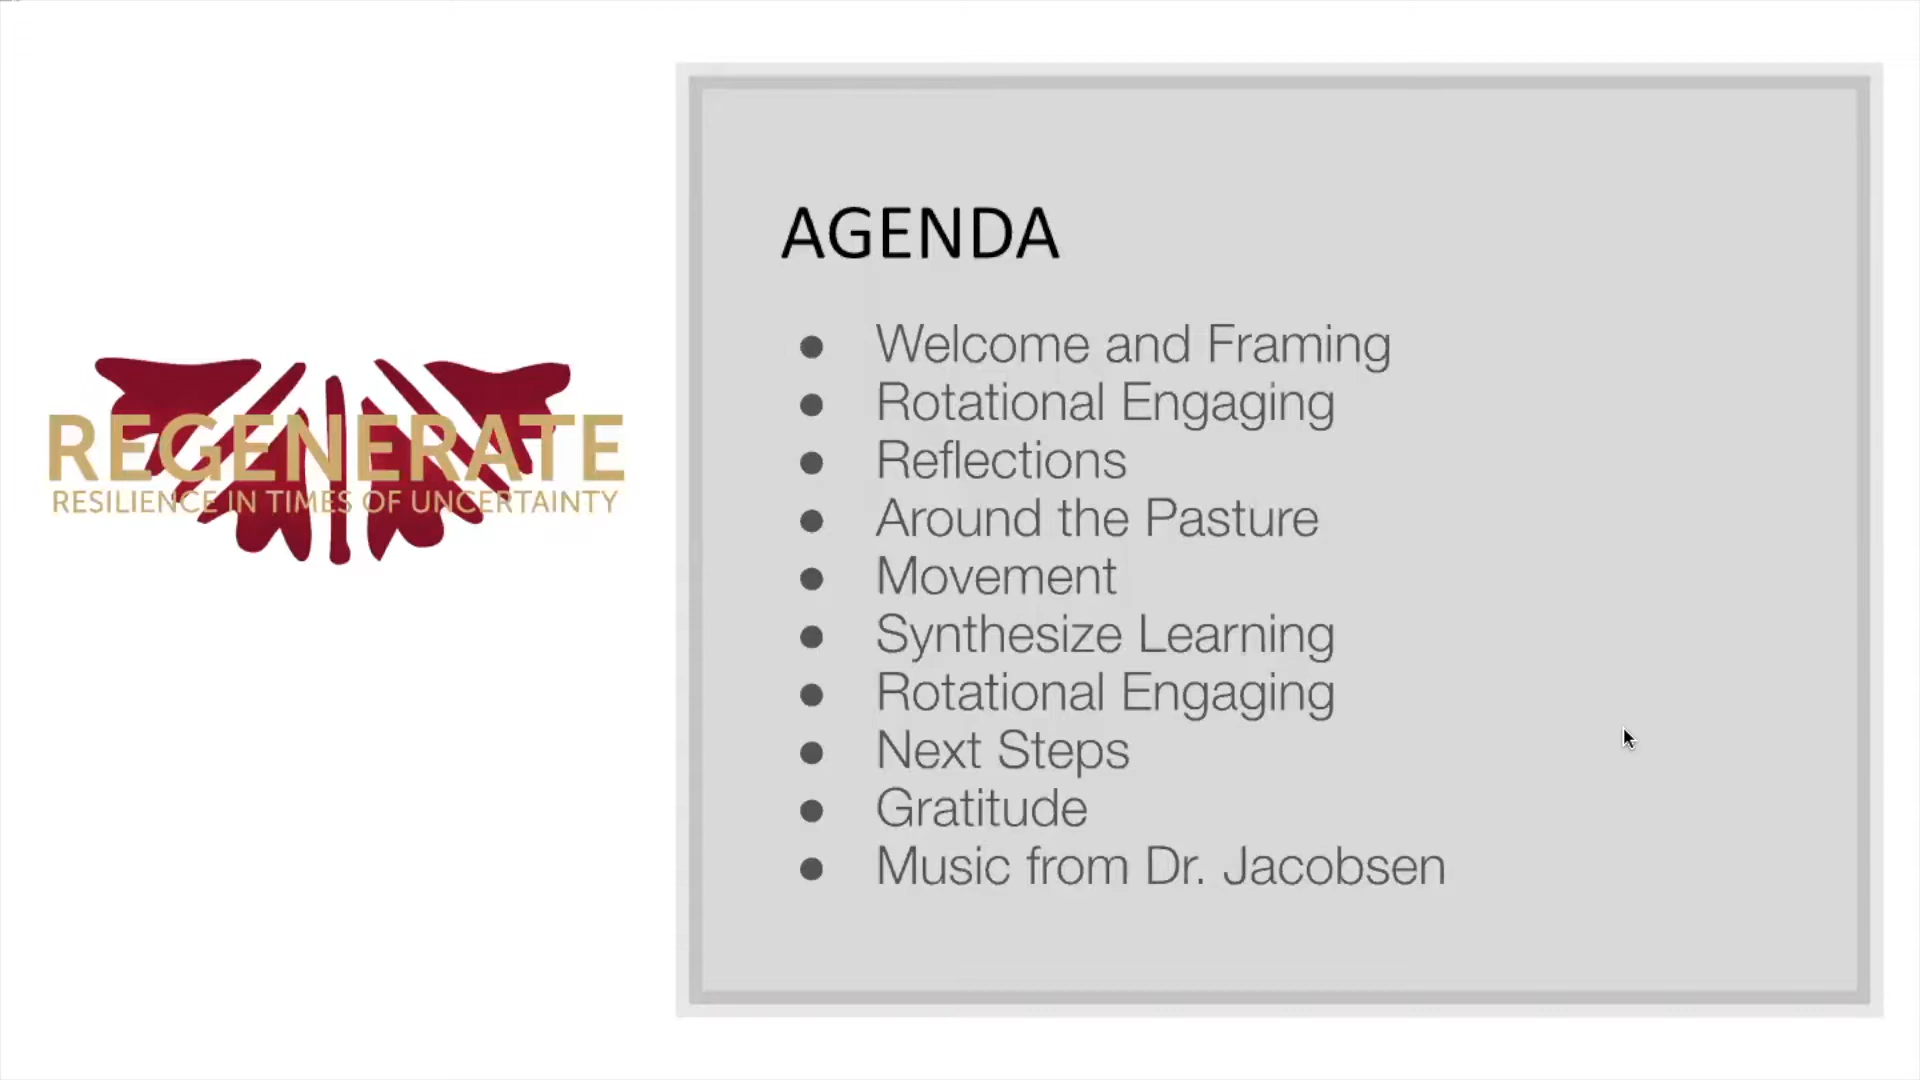 REGENERATE
RESILIENCE IN TIMES OF UNCERTAINTY
AGENDA
● Welcome and Framing
● Rotational Engaging
● Reflections
● Around the Pasture
● Movement
● Synthesize Learning
● Rotational Engaging
● Next Steps
● Gratitude
● Music from Dr. Jacobsen